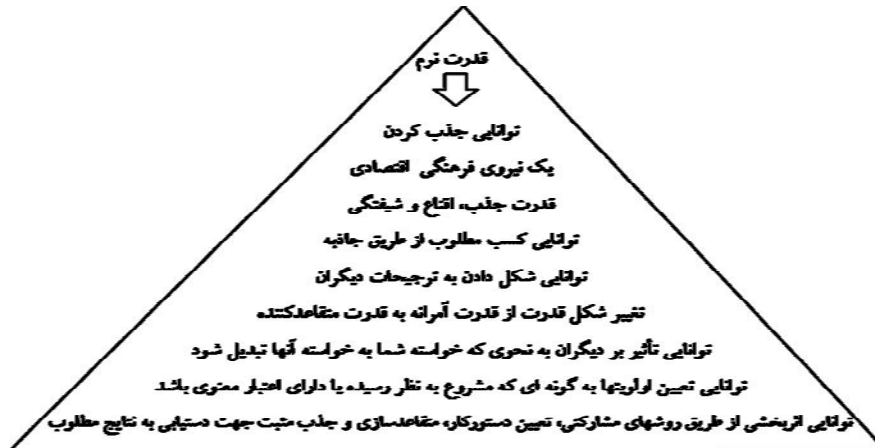 قدرت نرم
توانایی جذب کردن
یک نیروی فرهنگی اقتصادی
قدرت جذب، اقناع و شیفتگی
توانایی کسب مطلوب از طریق جاذبه
توانایی شکل دادن به ترجیحات دیگران
تغییر شکل قدرت از قدرت آمرانه به قدرت متقاعدکننده
توانایی تأثیر بر دیگران به نحوی که خواسته شما به خواسته آنها تبدیل شود
توانایی تعیین اولویتها به گونه ای که مشروع به نظر رسیده یا دارای اعتبار معنوی باشد
توانایی اثربخشی از طریق روشهای مشارکتی، تعیین دستورکار، متقاعدسازی و جذب مثبت جهت دستیابی به نتایج مطلوب